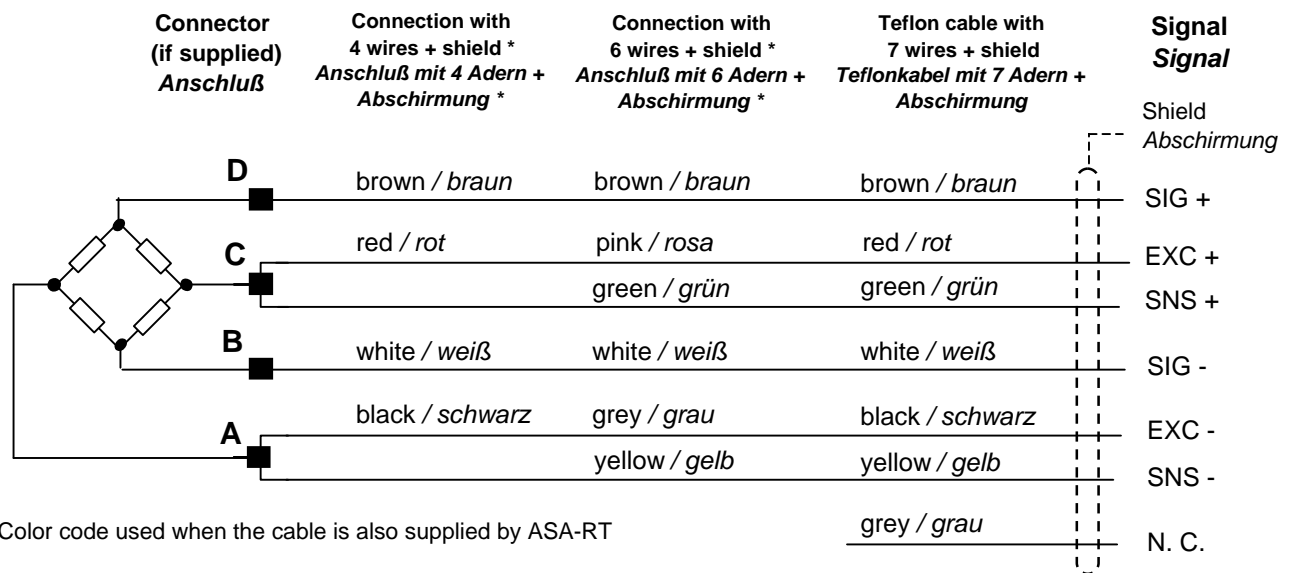 Connector
(if supplied)
Anschluß
Connection with
4 wires + shield *
Anschluß mit 4 Adern +
Abschirmung *
Connection with
6 wires + shield *
Anschluß mit 6 Adern +
Abschirmung *
Teflon cable with
7 wires + shield
Teflonkabel mit 7 Adern +
Abschirmung
Signal
Signal
Shield
Abschirmung
D
brown / braun
brown / braun
brown / braun
SIG +
C
red / rot
pink / rosa
red / rot
EXC +
green / grün
green / grün
SNS +
B
white / weiß
white / weiß
white / weiß
SIG -
A
black / schwarz
grey / grau
black / schwarz
EXC -
yellow / gelb
yellow / gelb
SNS -
Color code used when the cable is also supplied by ASA-RT
grey / grau
N. C.